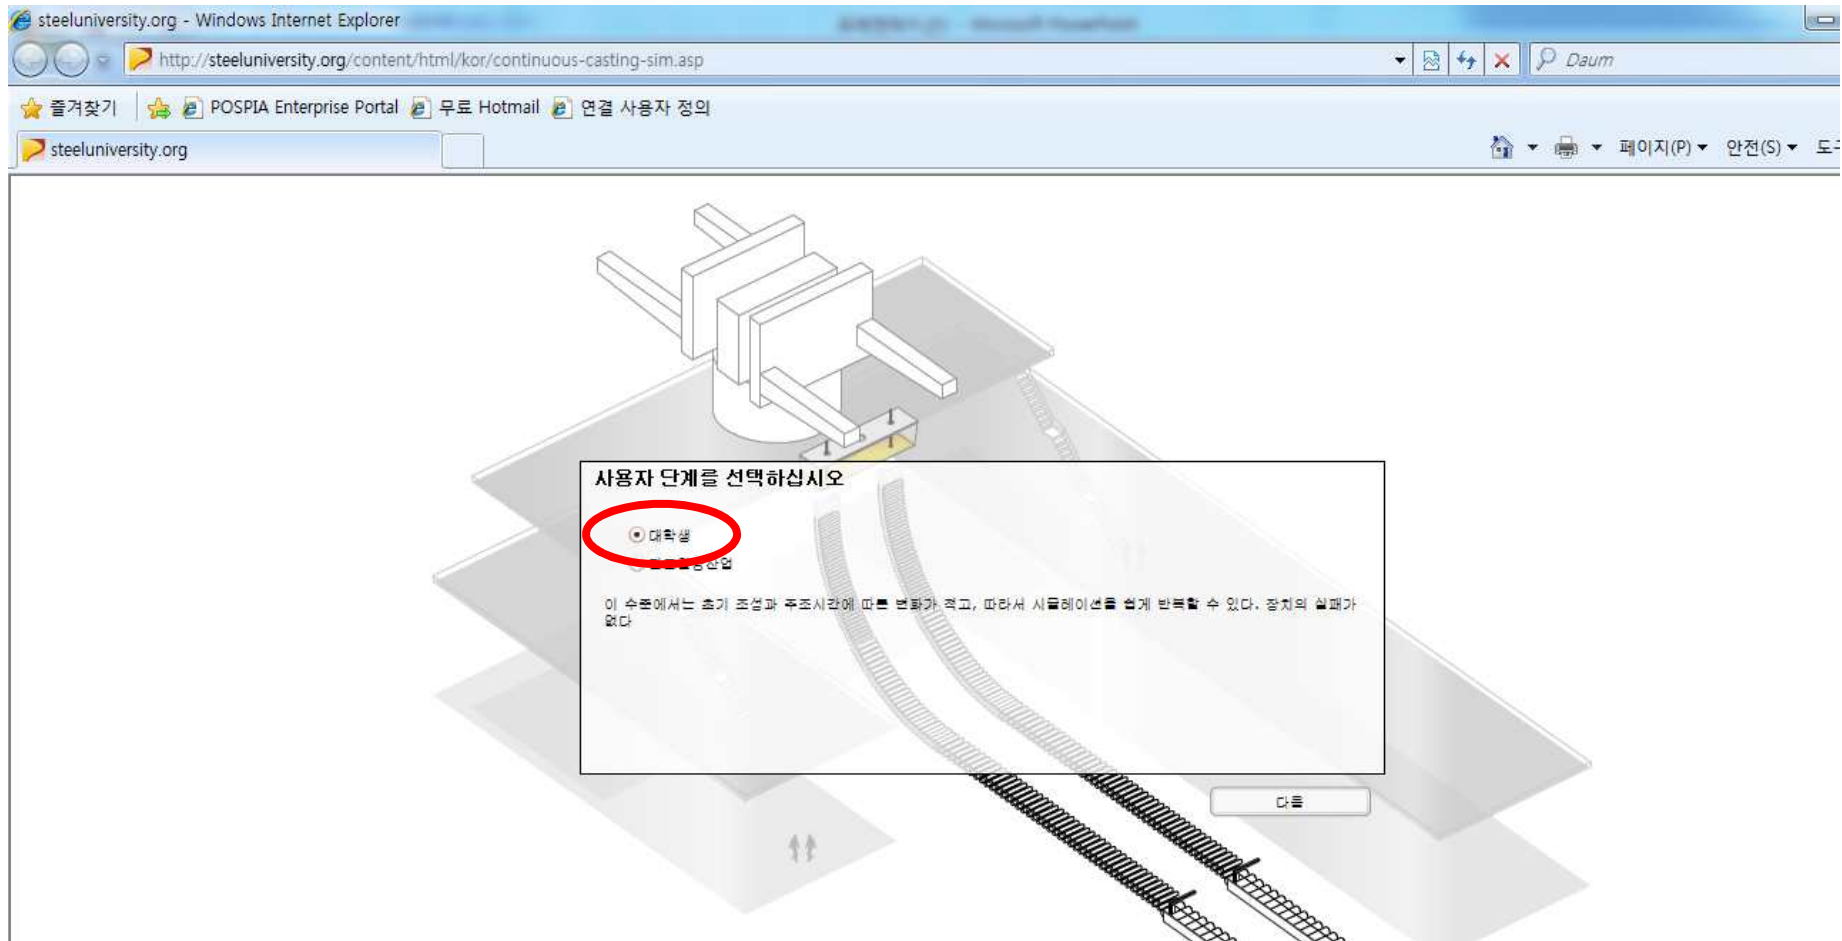 steeluniversity.org - Windows Internet Explorer
http://steeluniversity.org/content/html/kor/continuous-casting-sim.asp
Daum
즐겨찾기 POSPIA Enterprise Portal 무료 Hotmail 연결 사용자 정의
steeluniversity.org
페이지(P) 안전(S)
사용자 단계를 선택하십시오
대학생
이 수준에서는 초기 조성과 주조시간에 따른 변화가 적고, 따라서 시뮬레이션을 쉽게 반복할 수 있다. 장치의 실패가
없다
다음